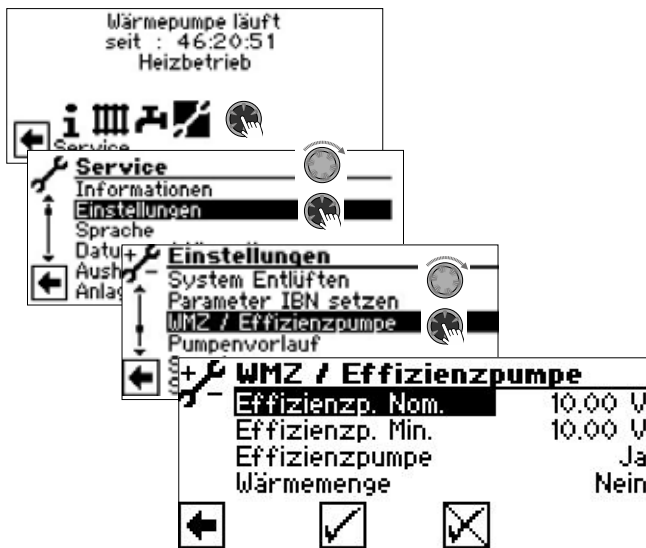 Wärmepumpe läuft
seit : 46:20:51
Heizbetrieb
Service
Service
Informationen
Einstellungen
Sprache
Einstellungen
System Entlüften
Parameter IBN setzen
WMZ / Effizienzpumpe
Pumpenvorlauf
WMZ / Effizienzpumpe
Effizienzp. Nom. 10.00 V
Effizienzp. Min. 10.00 V
Effizienzpumpe Ja
Wärmemenge Nein